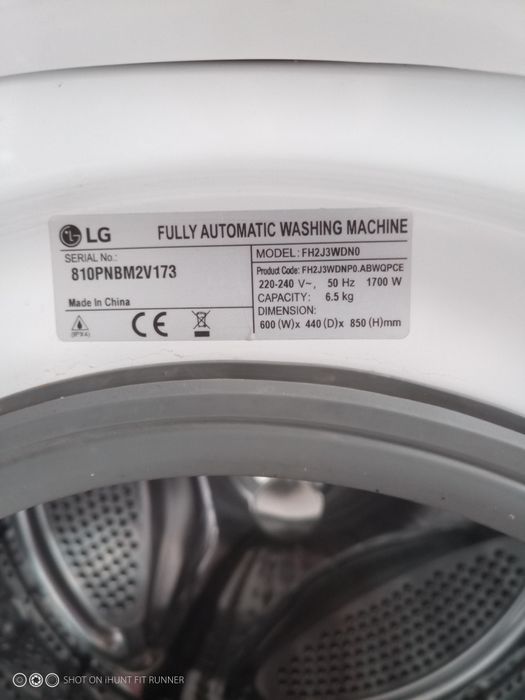 LG
FULLY AUTOMATIC WASHING MACHINE
SERIAL No.:
810PNBM2V173
Made In China
(IPX4)
CE
MODEL: FH2J3WDN0
Product Code: FH2J3WDNP0.ABWQPCE
220-240 V~, 50 Hz 1700 W
CAPACITY: 6.5 kg
DIMENSION:
600 (W)x 440 (D)x 850 (H)mm
SHOT ON iHUNT FIT RUNNER